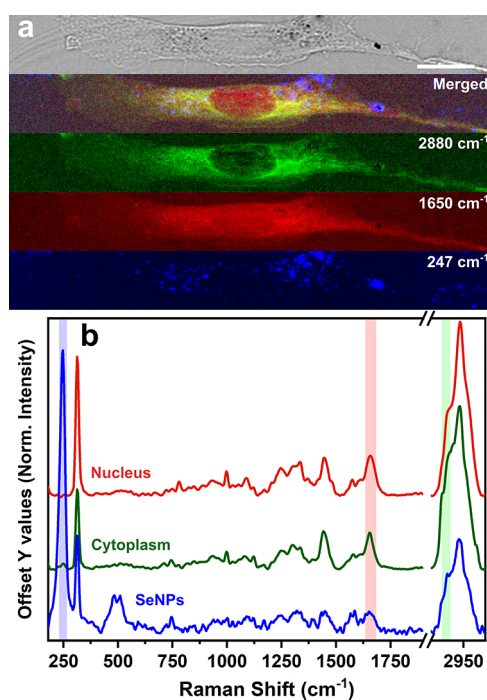 a
Merged
2880 cm⁻¹
1650 cm⁻¹
247 cm⁻¹
b
Nucleus
Cytoplasm
SeNPs
Offset Y values (Norm. Intensity)
250 500 750 1000 1250 1500 1750 2950
Raman Shift (cm⁻¹)